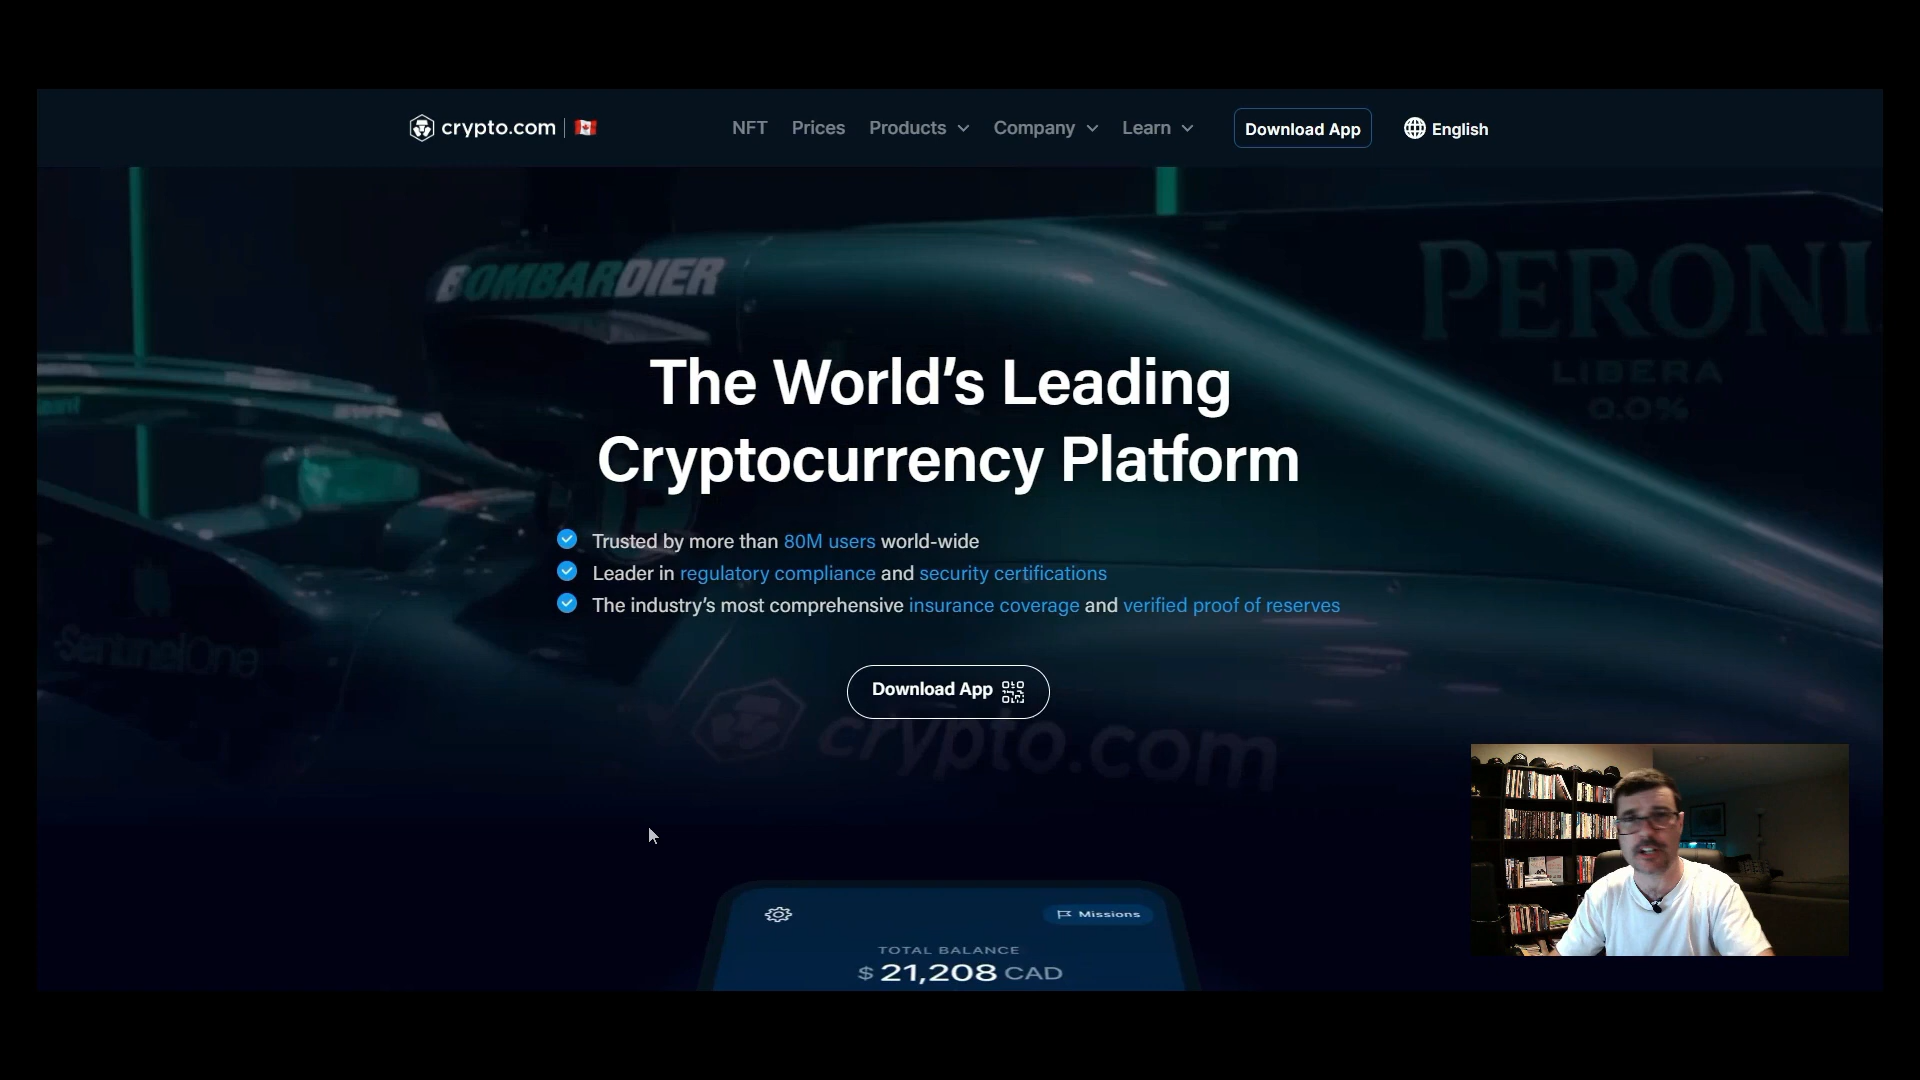 crypto.com
NFT Prices Products Company Learn Download App English
BOMBARDIER
PERONI
LIBERA
0.0%
The World's Leading
Cryptocurrency Platform
Trusted by more than 80M users world-wide
Leader in regulatory compliance and security certifications
The industry's most comprehensive insurance coverage and verified proof of reserves
SentinelOne
Download App
crypto.com
Missions
TOTAL BALANCE
$ 21,208 CAD